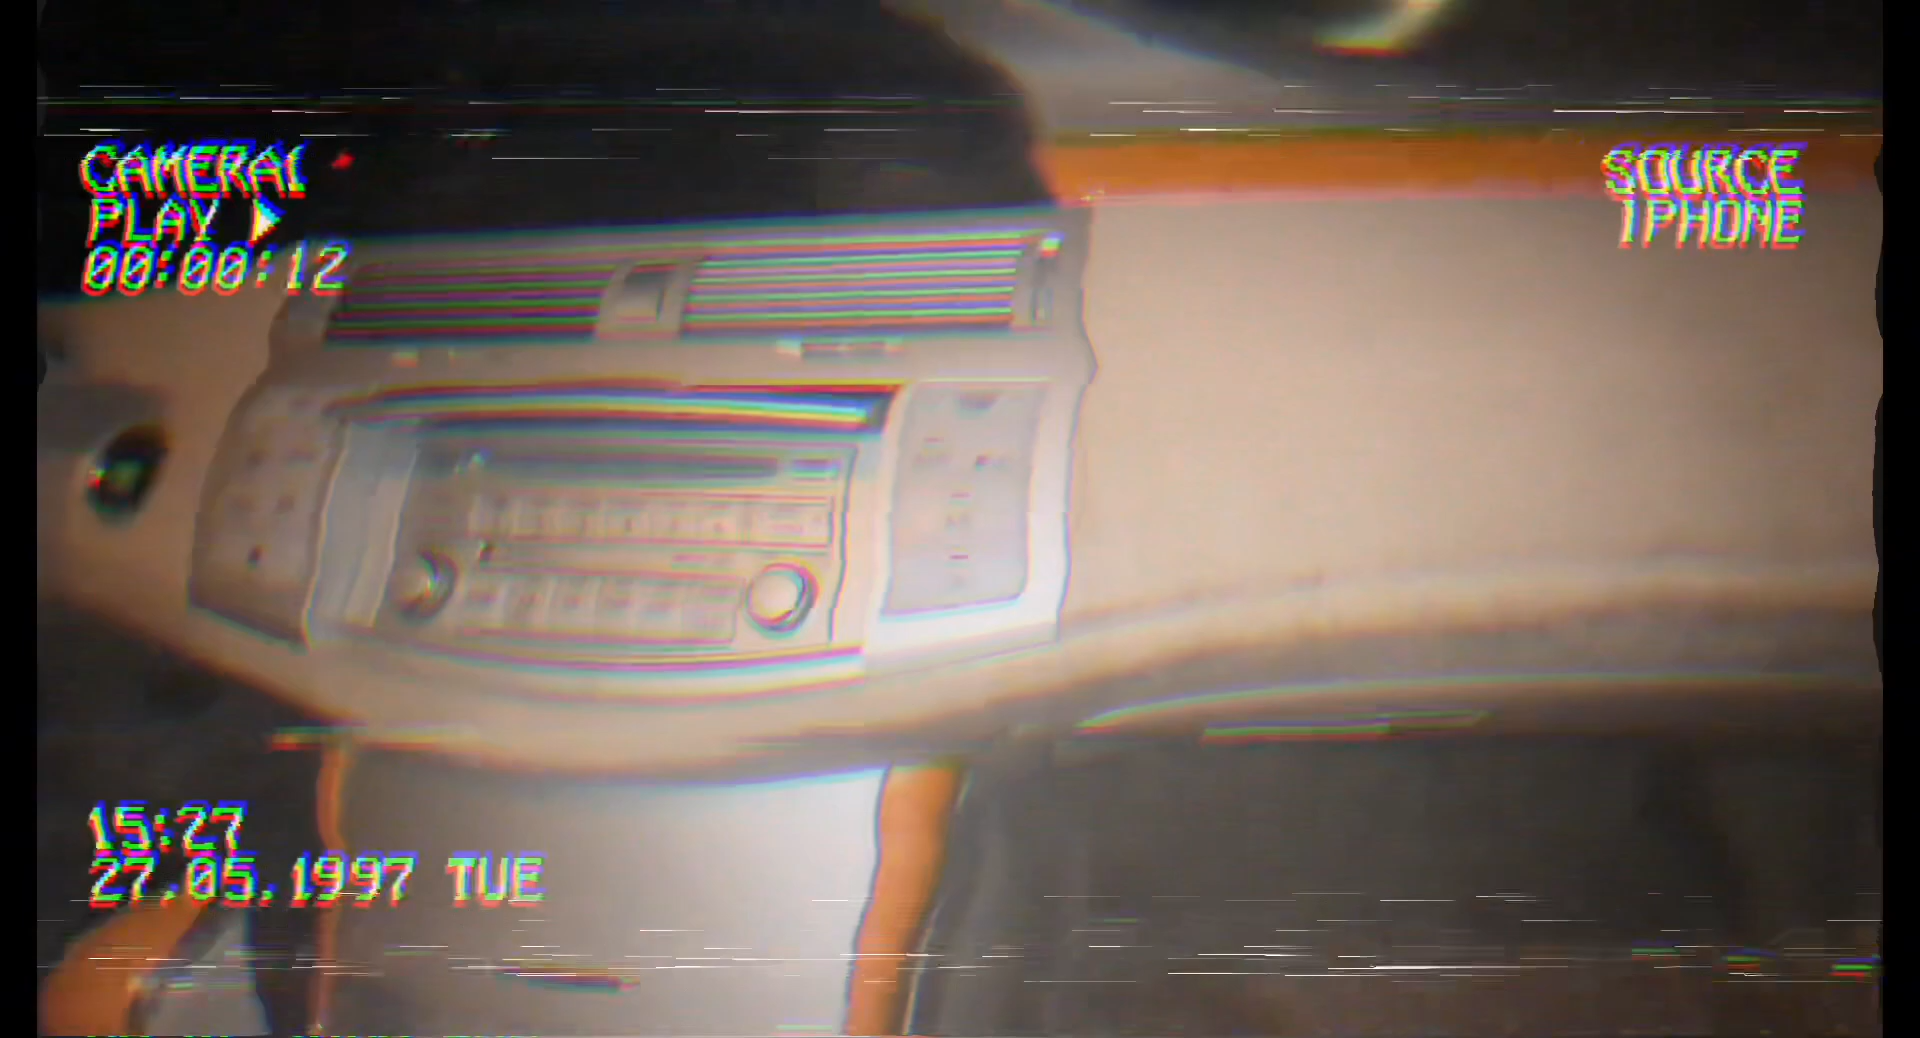 CAMERA1
PLAY
00:00:12
SOURCE
IPHONE
15:27
27.05.1997 TUE